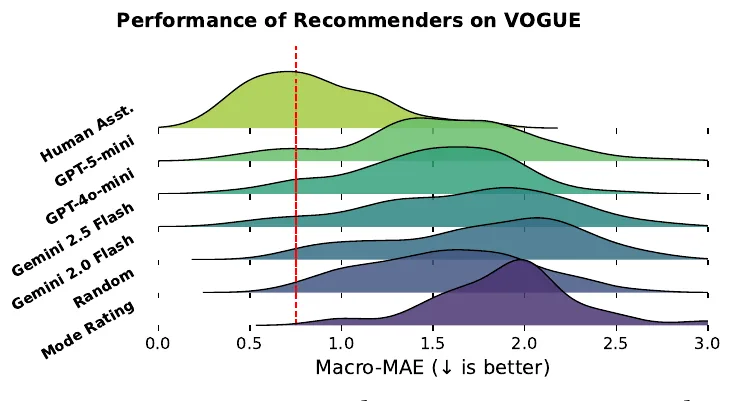 Performance of Recommenders on VOGUE
Human Asst.
GPT-5-mini
GPT-4o-mini
Gemini 2.5 Flash
Gemini 2.0 Flash
Random
Mode Rating
0.0 0.5 1.0 1.5 2.0 2.5 3.0
Macro-MAE (↓ is better)